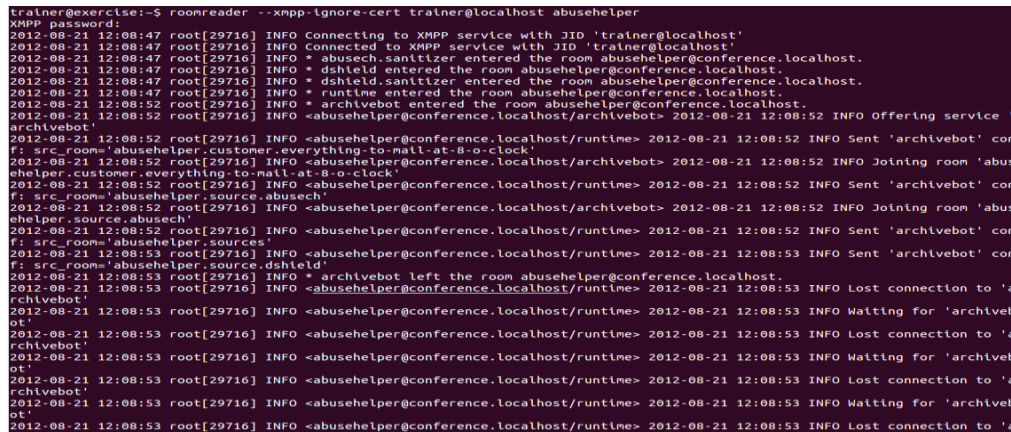 trainer@exercise:~$ roomreader --xmpp-ignore-cert trainer@localhost abusehelper
XMPP password:
2012-08-21 12:08:47 root[29716] INFO Connecting to XMPP service with JID 'trainer@localhost'
2012-08-21 12:08:47 root[29716] INFO Connected to XMPP service with JID 'trainer@localhost'
2012-08-21 12:08:47 root[29716] INFO * abusech.sanitizer entered the room abusehelper@conference.localhost.
2012-08-21 12:08:47 root[29716] INFO * dshield entered the room abusehelper@conference.localhost.
2012-08-21 12:08:47 root[29716] INFO * dshield.sanitizer entered the room abusehelper@conference.localhost.
2012-08-21 12:08:47 root[29716] INFO * runtime entered the room abusehelper@conference.localhost.
2012-08-21 12:08:52 root[29716] INFO * archivebot entered the room abusehelper@conference.localhost.
2012-08-21 12:08:52 root[29716] INFO <abusehelper@conference.localhost/archivebot> 2012-08-21 12:08:52 INFO Offering service '
archivebot'
2012-08-21 12:08:52 root[29716] INFO <abusehelper@conference.localhost/runtime> 2012-08-21 12:08:52 INFO Sent 'archivebot' con
f: src_room='abusehelper.customer.everything-to-mail-at-8-o-clock'
2012-08-21 12:08:52 root[29716] INFO <abusehelper@conference.localhost/archivebot> 2012-08-21 12:08:52 INFO Joining room 'abus
ehelper.customer.everything-to-mail-at-8-o-clock'
2012-08-21 12:08:52 root[29716] INFO <abusehelper@conference.localhost/runtime> 2012-08-21 12:08:52 INFO Sent 'archivebot' con
f: src_room='abusehelper.source.abusech'
2012-08-21 12:08:52 root[29716] INFO <abusehelper@conference.localhost/archivebot> 2012-08-21 12:08:52 INFO Joining room 'abus
ehelper.source.abusech'
2012-08-21 12:08:52 root[29716] INFO <abusehelper@conference.localhost/runtime> 2012-08-21 12:08:52 INFO Sent 'archivebot' con
f: src_room='abusehelper.sources'
2012-08-21 12:08:53 root[29716] INFO <abusehelper@conference.localhost/runtime> 2012-08-21 12:08:53 INFO Sent 'archivebot' con
f: src_room='abusehelper.source.dshield'
2012-08-21 12:08:53 root[29716] INFO * archivebot left the room abusehelper@conference.localhost.
2012-08-21 12:08:53 root[29716] INFO <abusehelper@conference.localhost/runtime> 2012-08-21 12:08:53 INFO Lost connection to 'a
rchivebot'
2012-08-21 12:08:53 root[29716] INFO <abusehelper@conference.localhost/runtime> 2012-08-21 12:08:53 INFO Waiting for 'archiveb
ot'
2012-08-21 12:08:53 root[29716] INFO <abusehelper@conference.localhost/runtime> 2012-08-21 12:08:53 INFO Lost connection to 'a
rchivebot'
2012-08-21 12:08:53 root[29716] INFO <abusehelper@conference.localhost/runtime> 2012-08-21 12:08:53 INFO Waiting for 'archiveb
ot'
2012-08-21 12:08:53 root[29716] INFO <abusehelper@conference.localhost/runtime> 2012-08-21 12:08:53 INFO Lost connection to 'a
rchivebot'
2012-08-21 12:08:53 root[29716] INFO <abusehelper@conference.localhost/runtime> 2012-08-21 12:08:53 INFO Waiting for 'archiveb
ot'
2012-08-21 12:08:53 root[29716] INFO <abusehelper@conference.localhost/runtime> 2012-08-21 12:08:53 INFO Lost connection to 'a